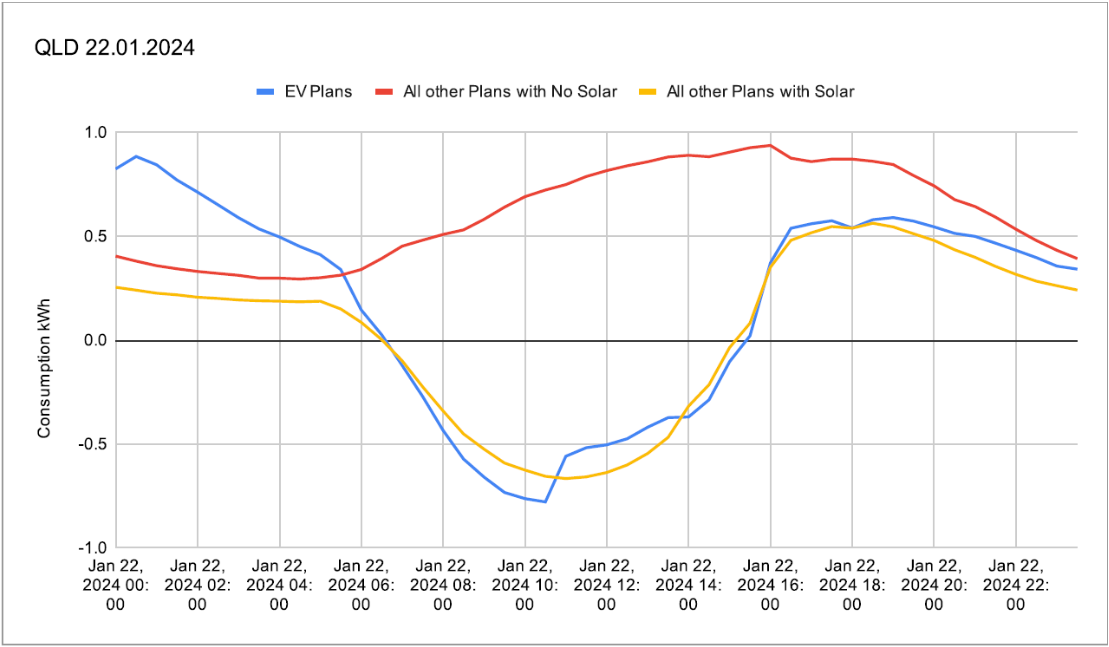 QLD 22.01.2024
EV Plans
All other Plans with No Solar
All other Plans with Solar
1.0
0.5
0.0
-0.5
-1.0
Consumption kWh
Jan 22,
2024 00:
00
Jan 22,
2024 02:
00
Jan 22,
2024 04:
00
Jan 22,
2024 06:
00
Jan 22,
2024 08:
00
Jan 22,
2024 10:
00
Jan 22,
2024 12:
00
Jan 22,
2024 14:
00
Jan 22,
2024 16:
00
Jan 22,
2024 18:
00
Jan 22,
2024 20:
00
Jan 22,
2024 22:
00